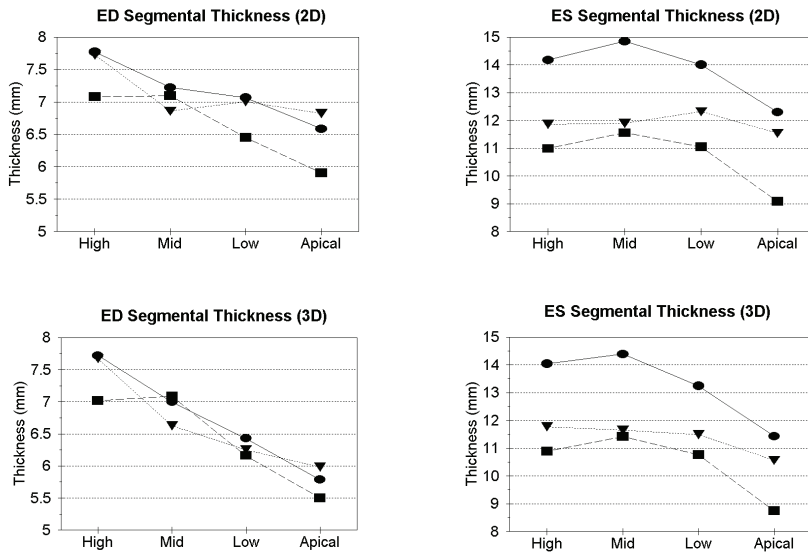 ED Segmental Thickness (2D)
Thickness (mm)
8
7.5
7
6.5
6
5.5
5
High Mid Low Apical
ES Segmental Thickness (2D)
Thickness (mm)
15
14
13
12
11
10
9
8
High Mid Low Apical
ED Segmental Thickness (3D)
Thickness (mm)
8
7.5
7
6.5
6
5.5
5
High Mid Low Apical
ES Segmental Thickness (3D)
Thickness (mm)
15
14
13
12
11
10
9
8
High Mid Low Apical